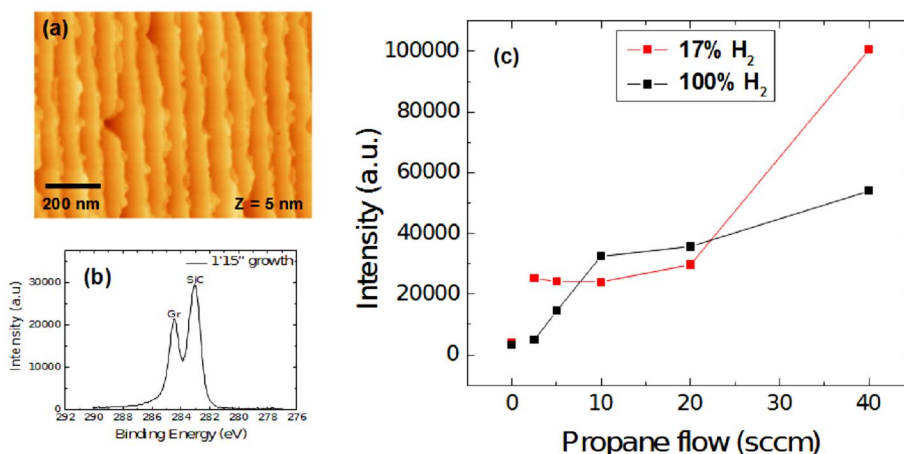 (a)
200 nm
Z = 5 nm
(b)
1'15" growth
SiC
Gr
30000
20000
10000
0
Intensity (a.u)
292 290 288 286 284 282 280 278 276
Binding Energy (eV)
(c)
17% H2
100% H2
100000
80000
60000
40000
20000
0
Intensity (a.u.)
0 10 20 30 40
Propane flow (sccm)